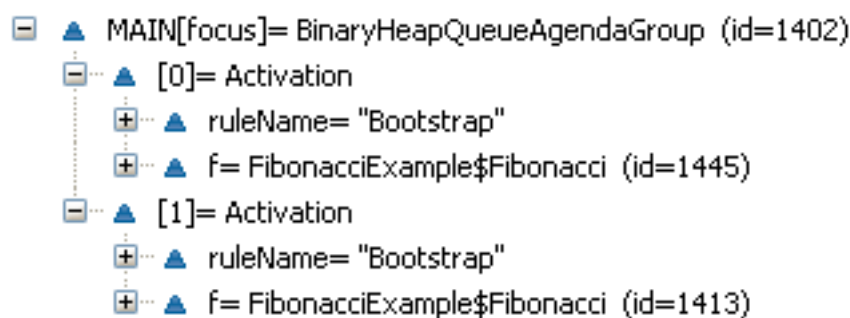 MAIN[focus]= BinaryHeapQueueAgendaGroup (id=1402)
[0]= Activation
ruleName= "Bootstrap"
f= FibonacciExample$Fibonacci (id=1445)
[1]= Activation
ruleName= "Bootstrap"
f= FibonacciExample$Fibonacci (id=1413)